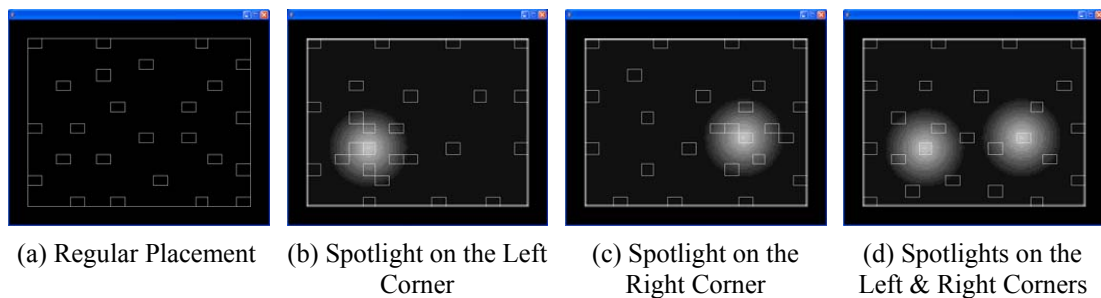 (a) Regular Placement
(b) Spotlight on the Left
Corner
(c) Spotlight on the
Right Corner
(d) Spotlights on the
Left & Right Corners